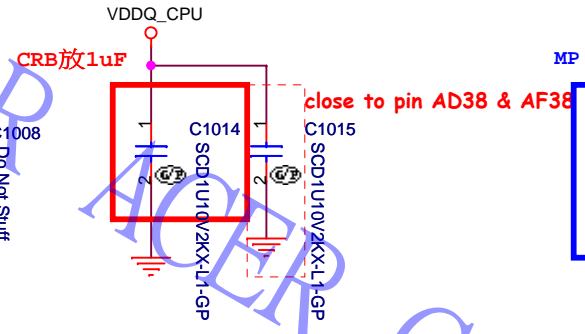 VDDQ_CPU
CRB放1uF
MP
close to pin AD38 & AF38
C1008
Do Not Stuff
1
C1014
2
G/P
SCD1U10V2KX-L1-GP
1
C1015
2
G/P
SCD1U10V2KX-L1-GP
ACER